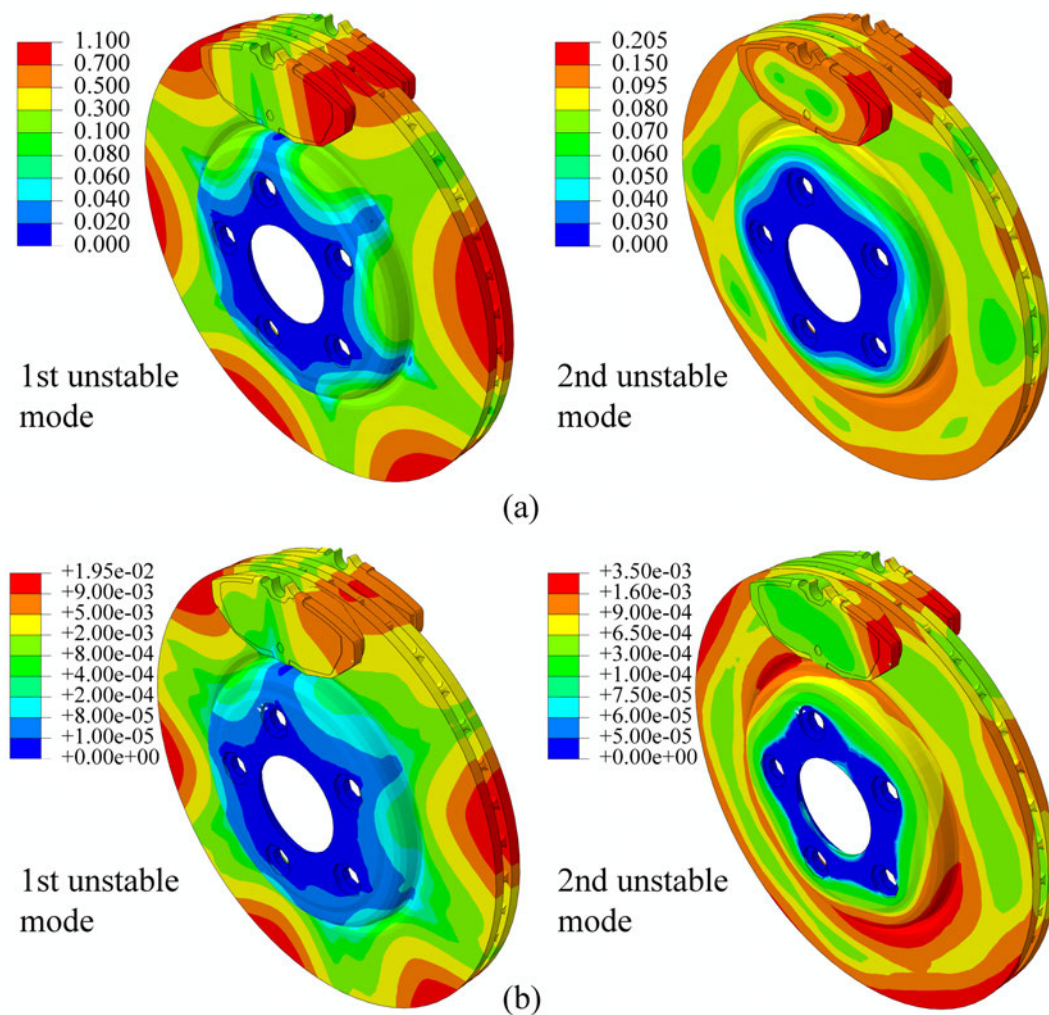 1.100
0.700
0.300
0.100
0.080
0.060
0.040
0.020
0.000
1st unstable
mode
0.205
0.150
0.095
0.080
0.070
0.060
0.040
0.030
0.000
2nd unstable
mode
(a)
+1.95e-02
+9.00e-03
+5.00e-03
+2.00e-03
+8.00e-04
+4.00e-04
+2.00e-04
+8.00e-05
+1.00e-05
+0.00e+00
1st unstable
mode
+3.50e-03
+1.60e-03
+9.00e-04
+6.50e-04
+3.00e-04
+1.00e-04
+7.50e-05
+6.00e-05
+5.00e-05
+0.00e+00
2nd unstable
mode
(b)